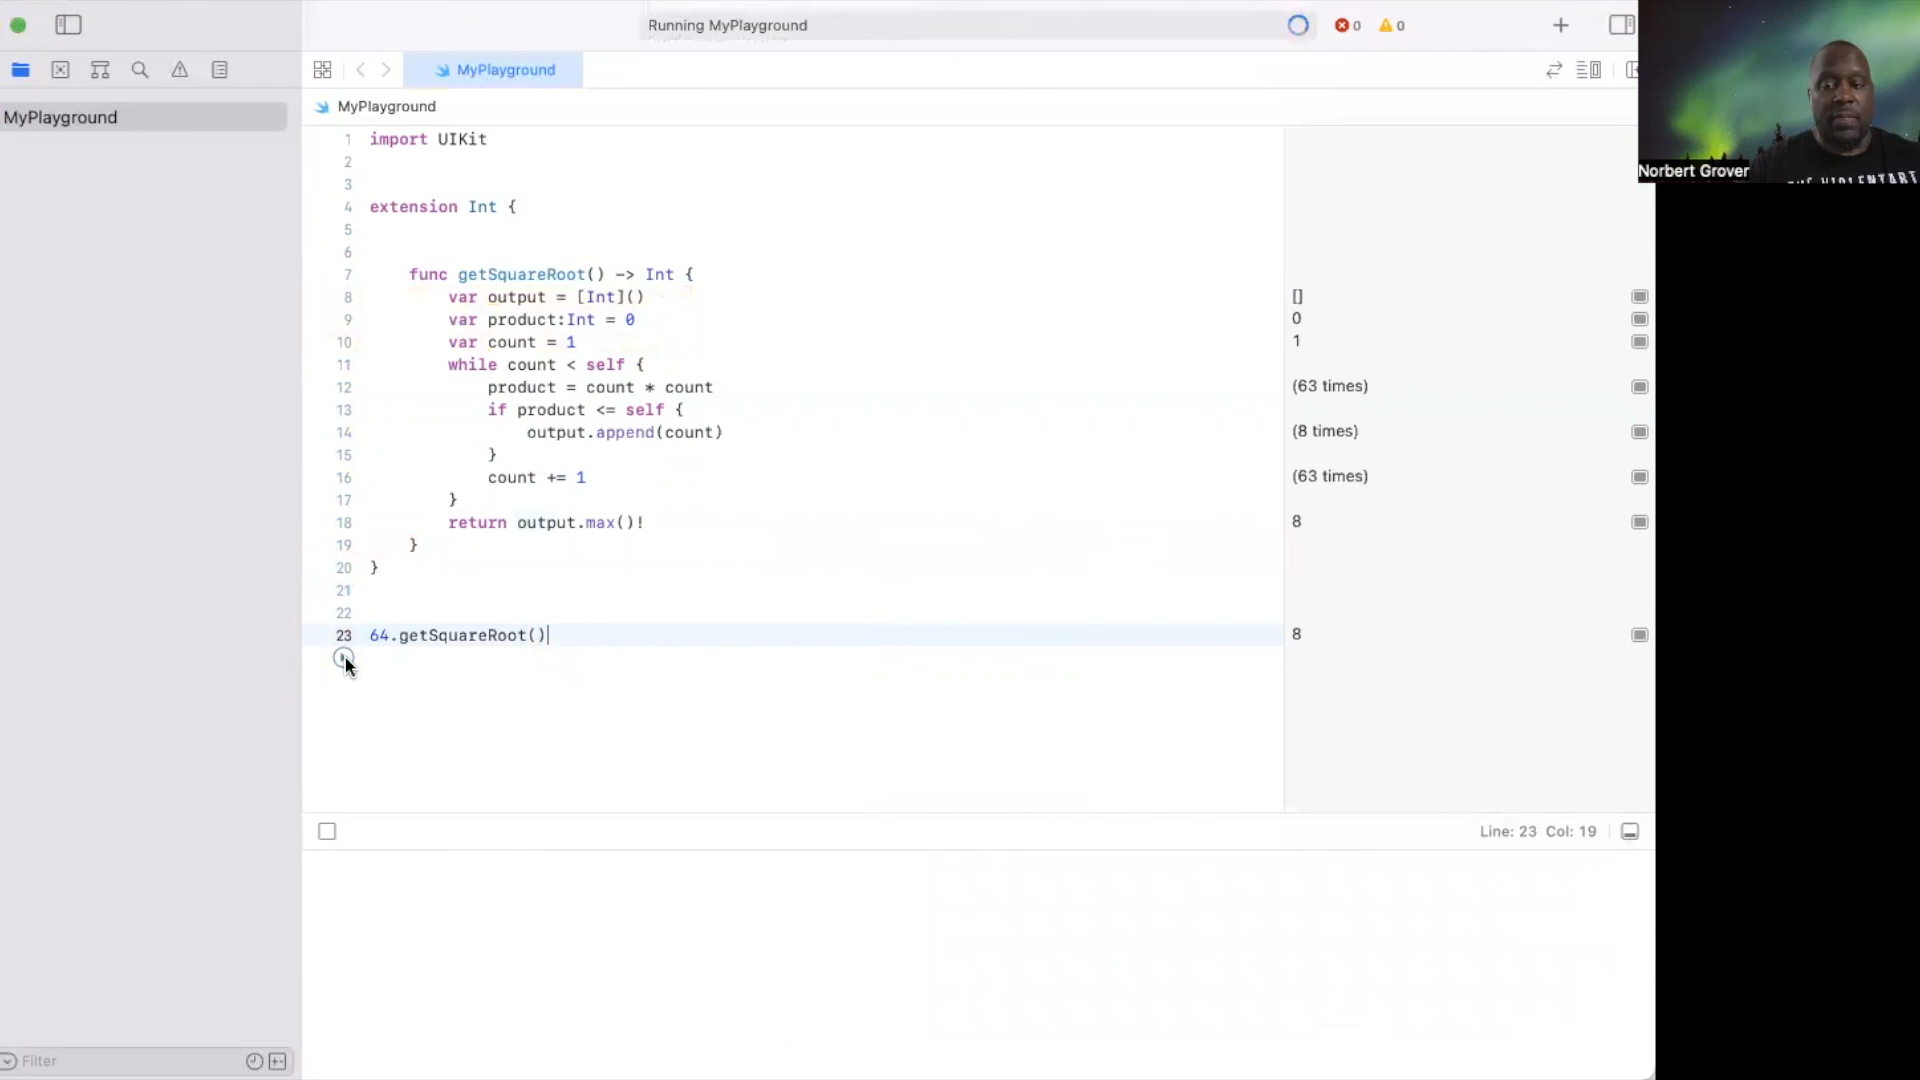 Running MyPlayground
0
0
MyPlayground
MyPlayground
MyPlayground
Norbert Grover
1 import UIKit
2
3
4 extension Int {
5
6
7 func getSquareRoot() -> Int {
8 var output = [Int]() []
9 var product:Int = 0 0
10 var count = 1 1
11 while count < self {
12 product = count * count (63 times)
13 if product <= self {
14 output.append(count) (8 times)
15 }
16 count += 1 (63 times)
17 }
18 return output.max()! 8
19 }
20 }
21
22
23 64.getSquareRoot() 8
Line: 23 Col: 19
Filter